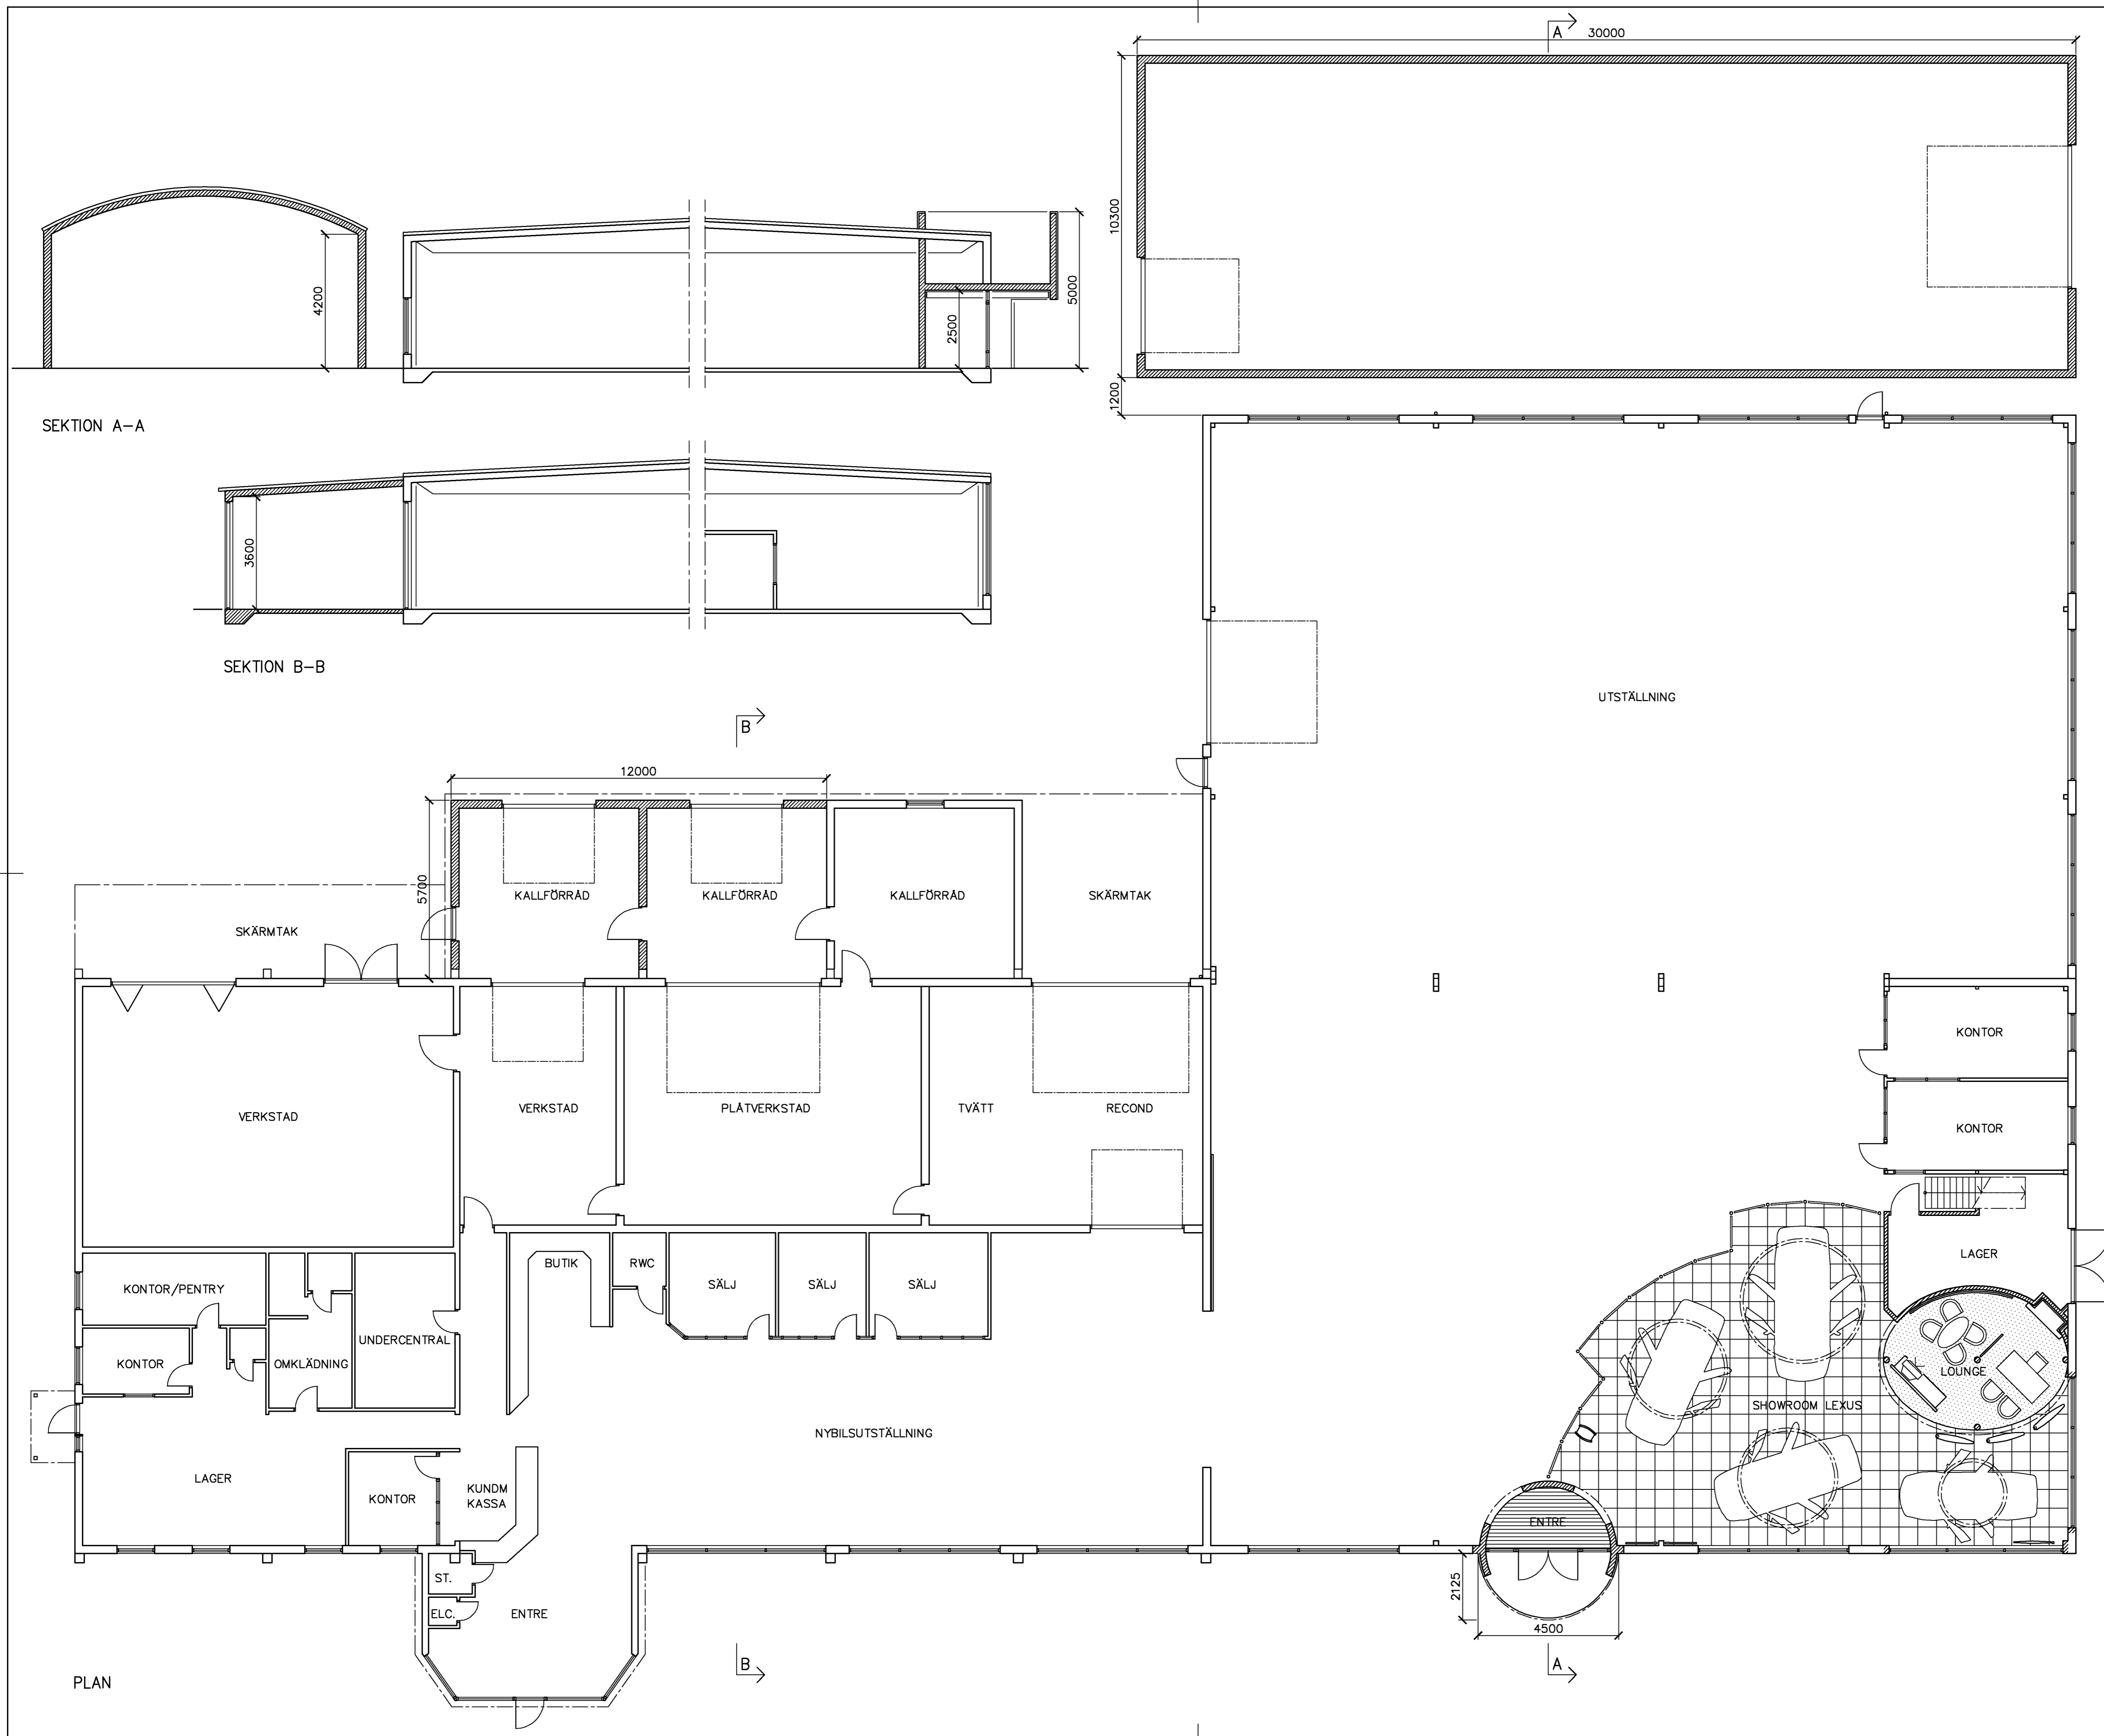 A
30000
10300
4200
2500
5000
1200
SEKTION A-A
3600
SEKTION B-B
B
UTSTÄLLNING
12000
5700
KALLFÖRRÅD
KALLFÖRRÅD
KALLFÖRRÅD
SKÄRMTAK
SKÄRMTAK
KONTOR
VERKSTAD
VERKSTAD
PLÅTVERKSTAD
TVÄTT
RECOND
KONTOR
KONTOR/PENTRY
BUTIK
RWC
SÄLJ
SÄLJ
SÄLJ
LAGER
KONTOR
OMKLÄDNING
UNDERCENTRAL
LOUNGE
SHOWROOM LEXUS
NYBILSUTSTÄLLNING
LAGER
KONTOR
KUNDM
KASSA
ENTRE
ST.
ELC.
ENTRE
2125
4500
B
A
PLAN